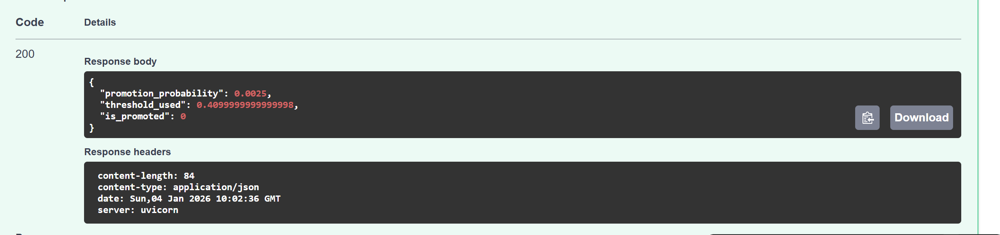 Code Details
200
Response body
{
  "promotion_probability": 0.0025,
  "threshold_used": 0.4099999999999998,
  "is_promoted": 0
}
Download
Response headers
content-length: 84
content-type: application/json
date: Sun,04 Jan 2026 10:02:36 GMT
server: uvicorn